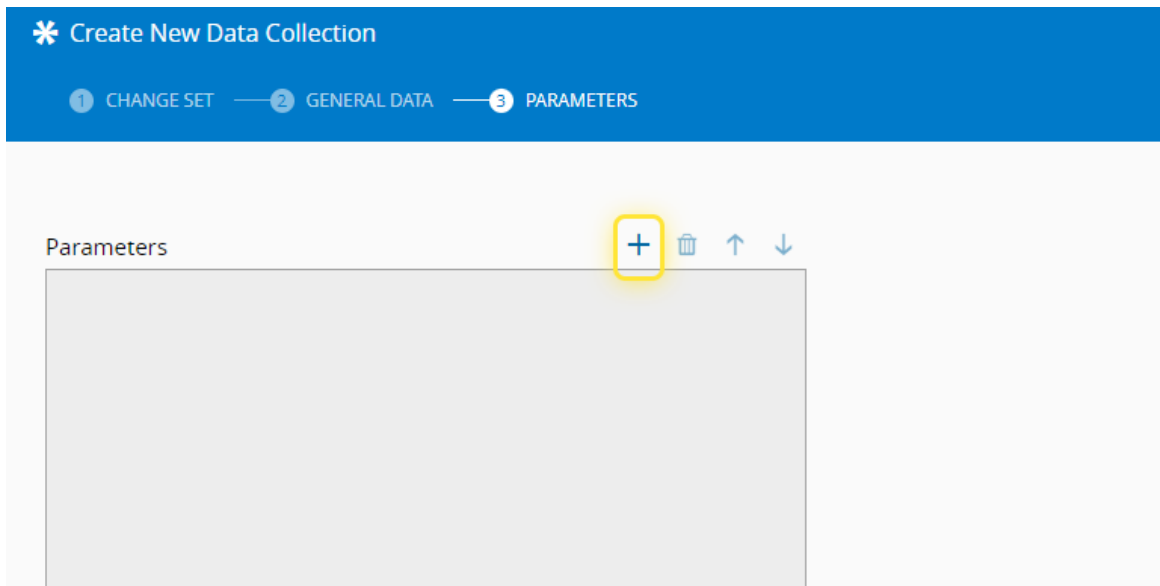 Create New Data Collection
1 CHANGE SET 2 GENERAL DATA 3 PARAMETERS
Parameters